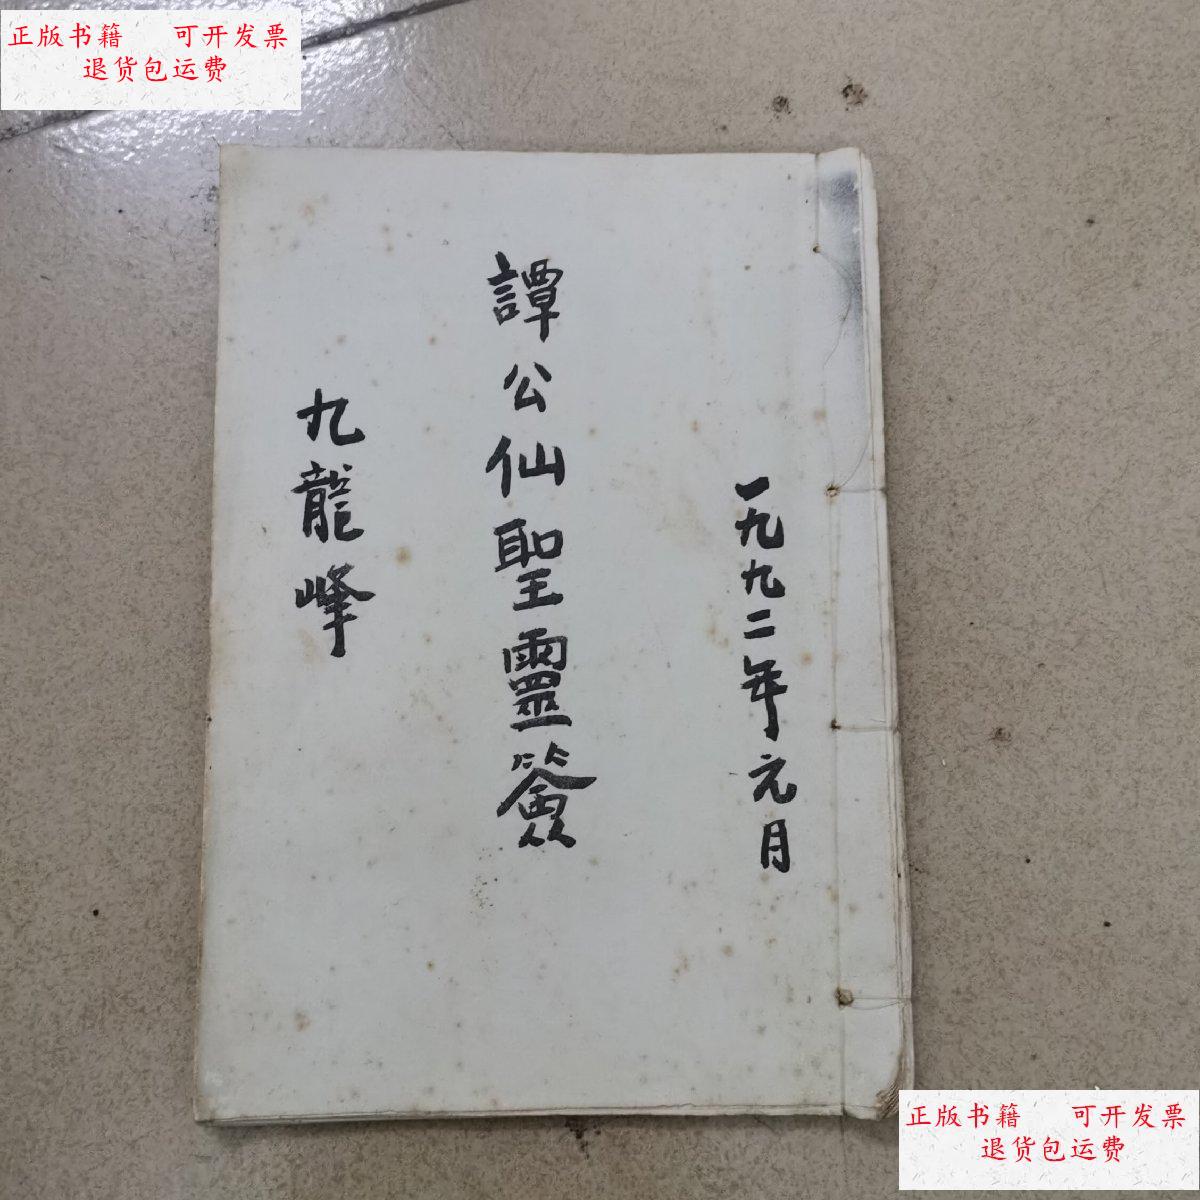 正版书籍 可开发票
退货包运费
一九九二年元月
譚公仙聖靈簽
九龍峰
正版书籍 可开发票
退货包运费